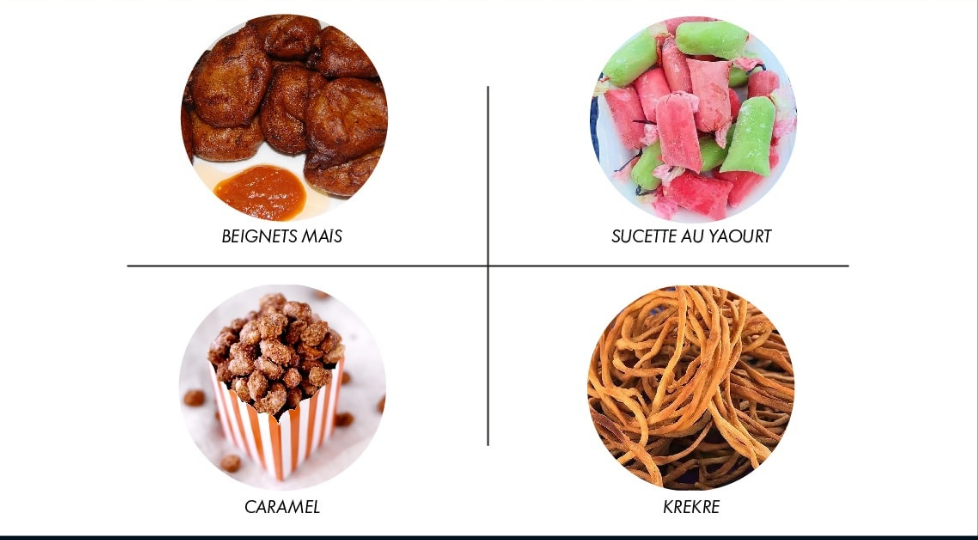 BEIGNETS MAIS
SUCETTE AU YAOURT
CARAMEL
KREKRE